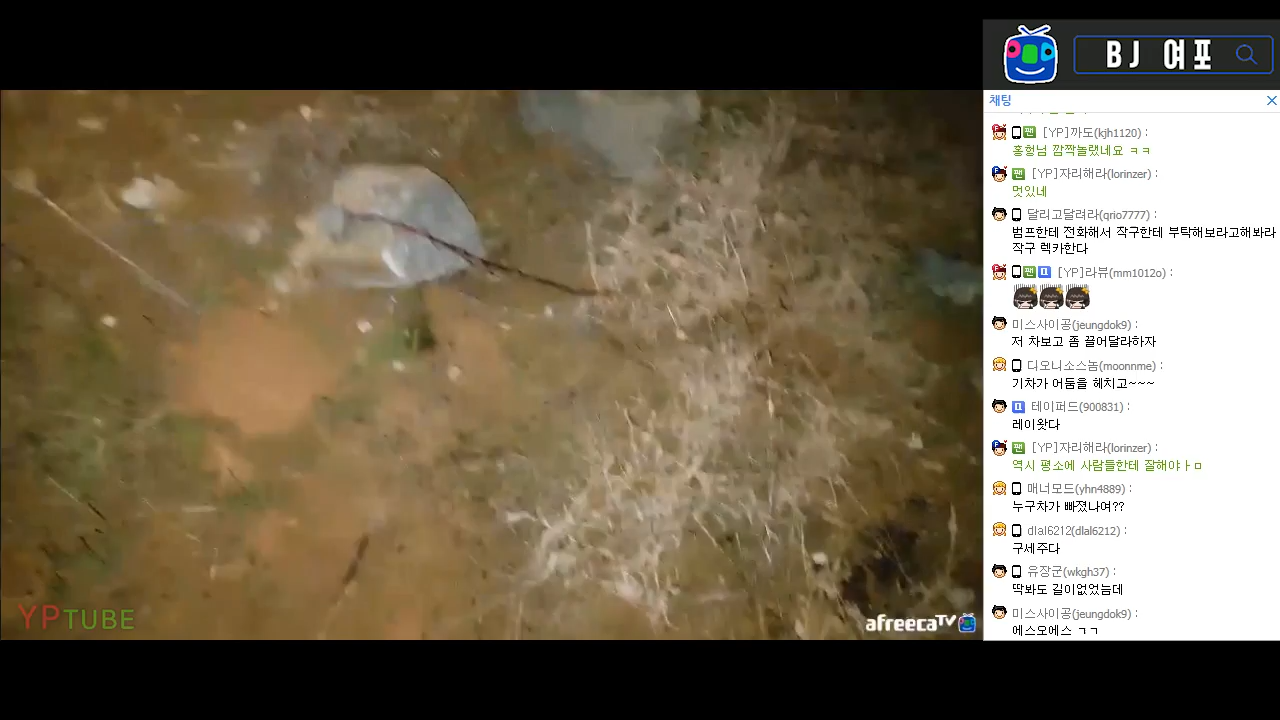 BJ 여포
채팅
[YP]까도(kjh1120) :
홍형님 깜짝놀랬네요 ㅋㅋ
팬 [YP]자리해라(lorinzer) :
멋있네
달리고달려라(qrio7777) :
범프한테 전화해서 작구한테 부탁해보라고해봐라
작구 렉카한다
[YP]라뷰(mm1012o) :
미스사이공(jeungdok9) :
저 차보고 좀 끌어달라하자
디오니소스놈(moonnme) :
기차가 어둠을 헤치고~~~
테이퍼드(900831) :
레이왓다
팬 [YP]자리해라(lorinzer) :
역시 평소에 사람들한테 잘해야ㅏㅁ
매너모드(yhn4889) :
누구차가 빠졌나여??
dlal6212(dlal6212) :
구세주다
유장군(wkgh37) :
딱봐도 길이없었는데
미스사이공(jeungdok9) :
에스오에스 ㄱㄱ
YPTUBE
afreecaTV